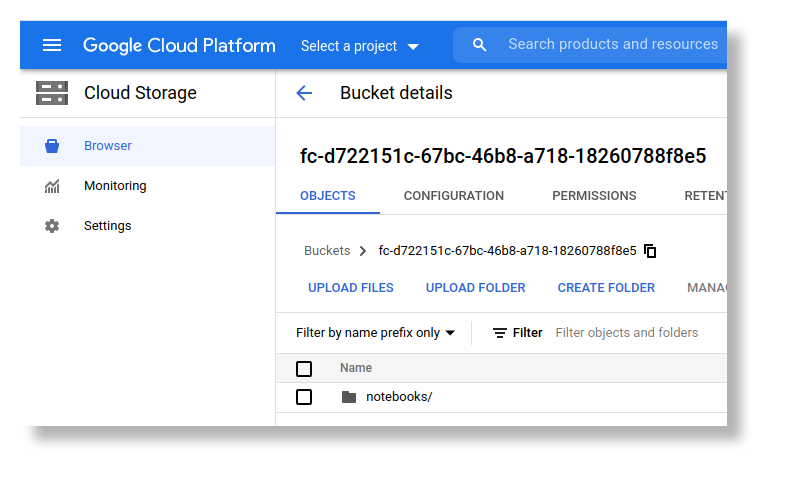 Google Cloud Platform
Select a project
Search products and resources
Cloud Storage
Bucket details
Browser
Monitoring
Settings
fc-d722151c-67bc-46b8-a718-18260788f8e5
OBJECTS CONFIGURATION PERMISSIONS RETENT
Buckets fc-d722151c-67bc-46b8-a718-18260788f8e5
UPLOAD FILES UPLOAD FOLDER CREATE FOLDER MANAG
Filter by name prefix only Filter Filter objects and folders
Name
notebooks/